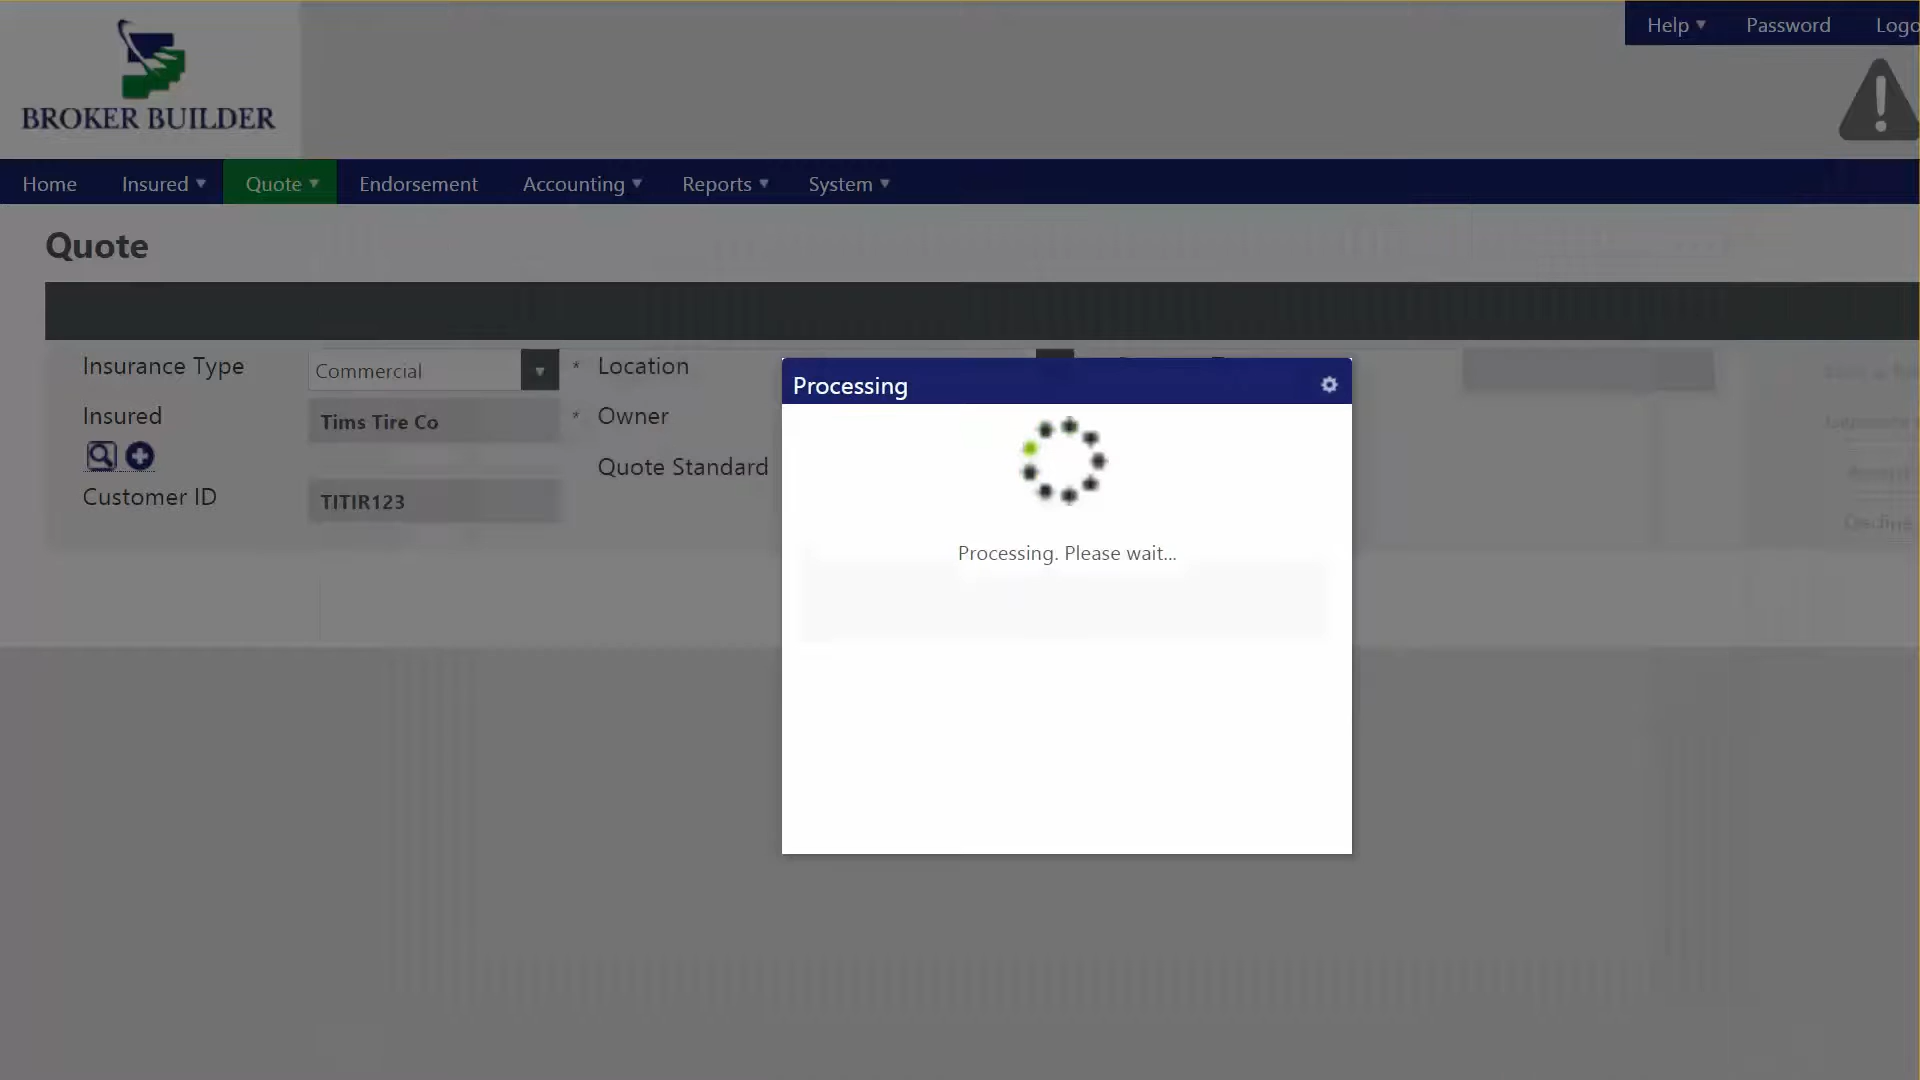 Help
Password
Logo
BROKER BUILDER
Home
Insured
Quote
Endorsement
Accounting
Reports
System
Quote
Insurance Type
Commercial
* Location
Insured
Tims Tire Co
* Owner
Quote Standard
Customer ID
TITIR123
Processing
Processing. Please wait...
Decline